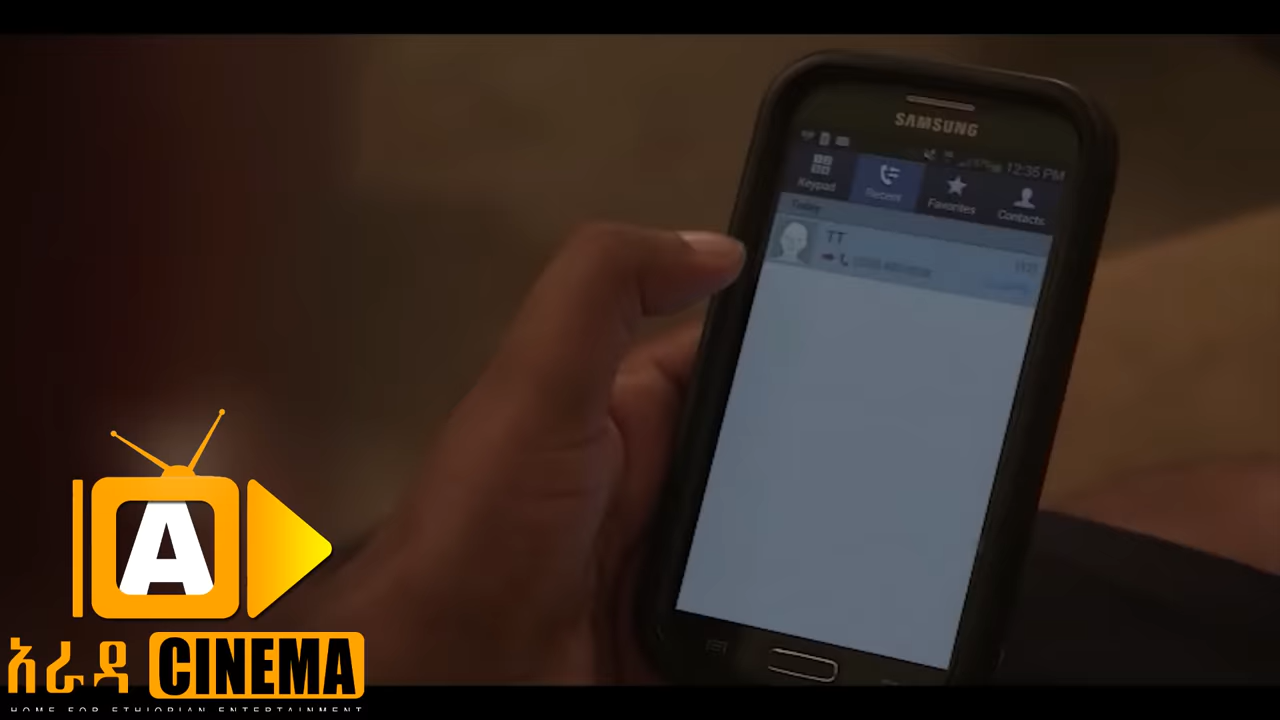 SAMSUNG
12:35 PM
Keypad
Recent
Favorites
Contacts
Today
TT
A
አራዳ CINEMA
HOME FOR ETHIOPIAN ENTERTAINMENT